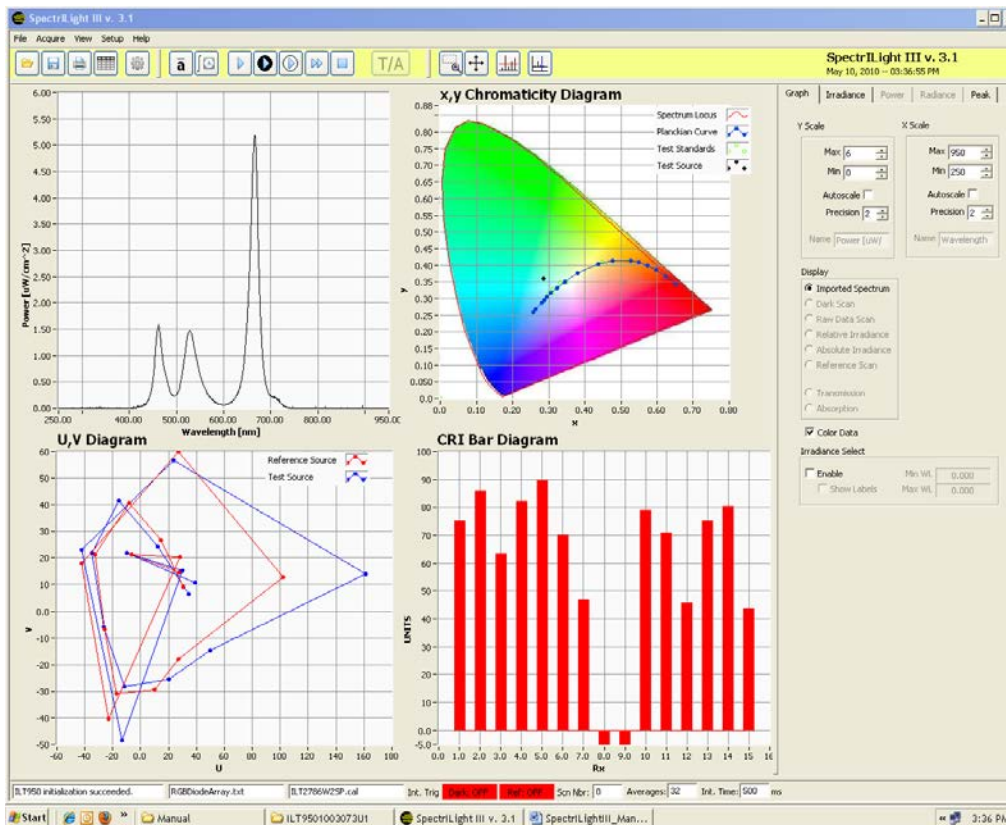 SpectrILight III v. 3.1
File Acquire View Setup Help
T/A
SpectrILight III v. 3.1
May 10, 2010 -- 03:36:55 PM
Graph Irradiance Power Radiance Peak
6.00
5.00
4.00
3.00
2.00
1.00
0.00
Power [uW/cm^2]
250.00 400.00 500.00 600.00 700.00 800.00 950.00
Wavelength [nm]
x,y Chromaticity Diagram
Spectrum Locus
Planckian Curve
Test Standards
Test Source
0.88
0.80
0.75
0.70
0.65
0.60
0.55
0.50
0.45
0.40
0.35
0.30
0.25
0.20
0.15
0.10
0.050
0.00
y
0.00 0.10 0.20 0.30 0.40 0.50 0.60 0.70 0.80
x
Y Scale
Max 6
Min 0
Autoscale
Precision 2
Name Power [uW/
X Scale
Max 950
Min 250
Autoscale
Precision 2
Name Wavelength
Display
Imported Spectrum
Dark Scan
Raw Data Scan
Relative Irradiance
Absolute Irradiance
Reference Scan
Transmission
Absorption
Color Data
Irradiance Select
Enable Min WL 0.000
Show Labels Max WL 0.000
U,V Diagram
Reference Source
Test Source
60
50
40
30
20
10
0.0
-10
-20
-30
-40
-50
V
-60 -40 -20 0.0 20 40 60 80 100 120 140 160 180
U
CRI Bar Diagram
100
90
80
70
60
50
40
30
20
10
0.0
-5.0
UNITS
0.0 1.0 2.0 3.0 4.0 5.0 6.0 7.0 8.0 9.0 10 11 12 13 14 15 16
Rx
ILT950 initialization succeeded. RGBDiodeArray.txt ILT2786W2SP.cal Int. Trig Dark: OFF Ref: OFF Scn Nbr: 0 Averages: 32 Int. Time: 500 ms
Start Manual ILT9501003073U1 SpectrILight III v. 3.1 SpectrILightIII_Man... 3:36 PM